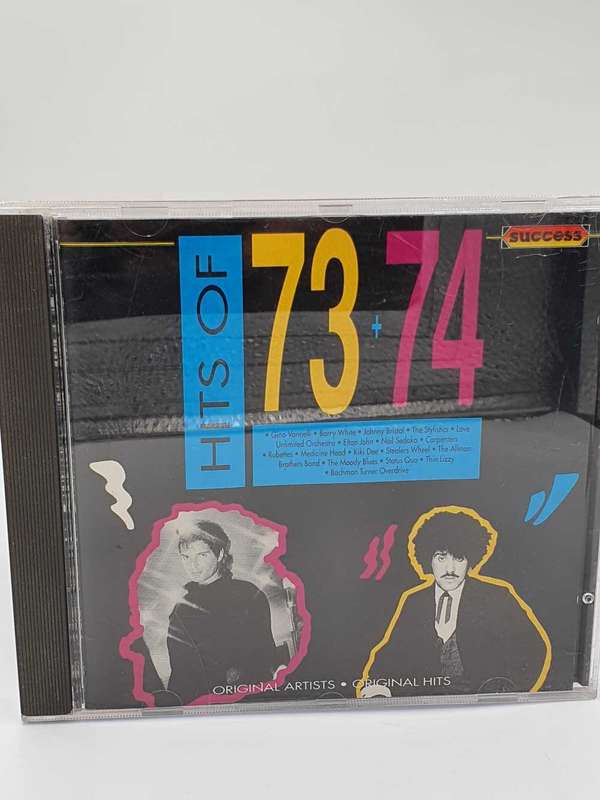 success
HITS OF
73 + 74
• Gino Vannelli • Barry White • Johnny Bristol • The Stylistics • Love
Unlimited Orchestra • Elton John • Neil Sedaka • Carpenters
• Rubettes • Medicine Head • Kiki Dee • Stealers Wheel • The Allman
Brothers Band • The Moody Blues • Status Quo • Thin Lizzy
• Bachman Turner Overdrive
ORIGINAL ARTISTS • ORIGINAL HITS